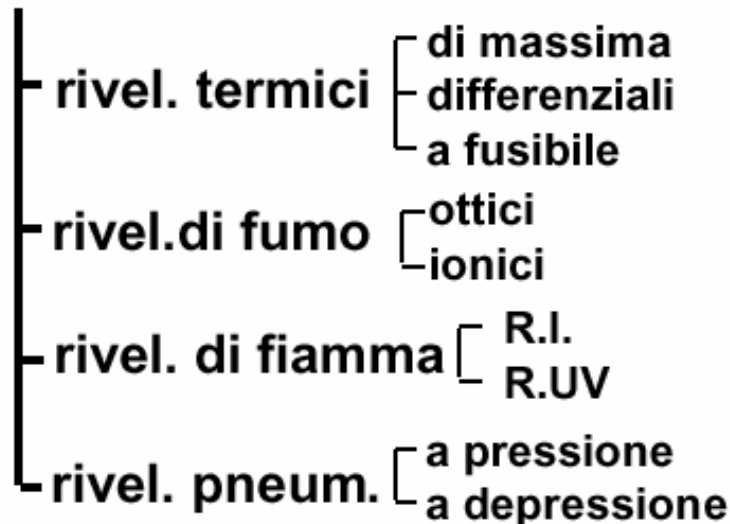 rivel. termici
di massima
differenziali
a fusibile
rivel.di fumo
ottici
ionici
rivel. di fiamma
R.I.
R.UV
rivel. pneum.
a pressione
a depressione